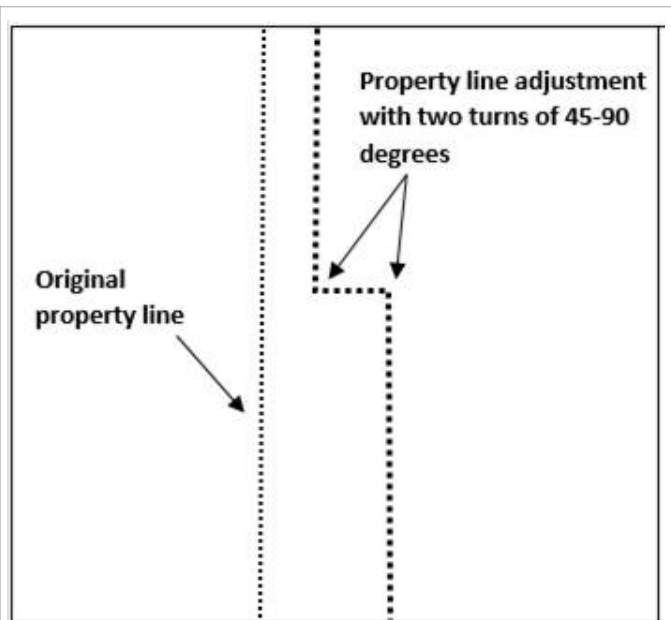 Property line adjustment
with two turns of 45-90
degrees
Original
property line